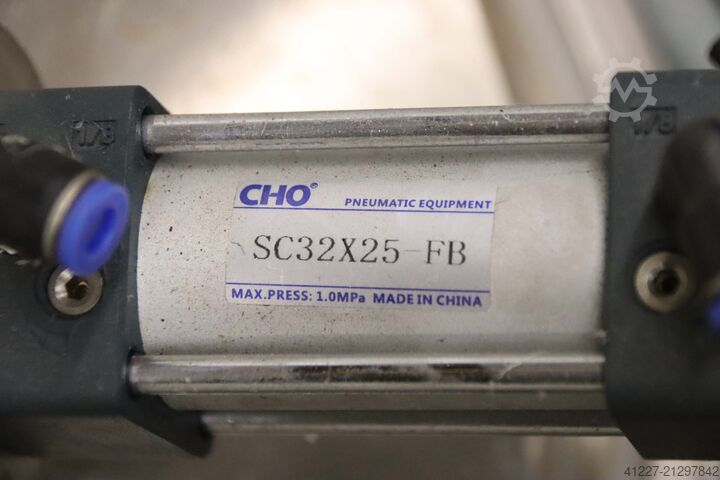 1/8
1/8
CHO®
PNEUMATIC EQUIPMENT
SC32X25-FB
MAX.PRESS: 1.0MPa MADE IN CHINA
41227-21297842